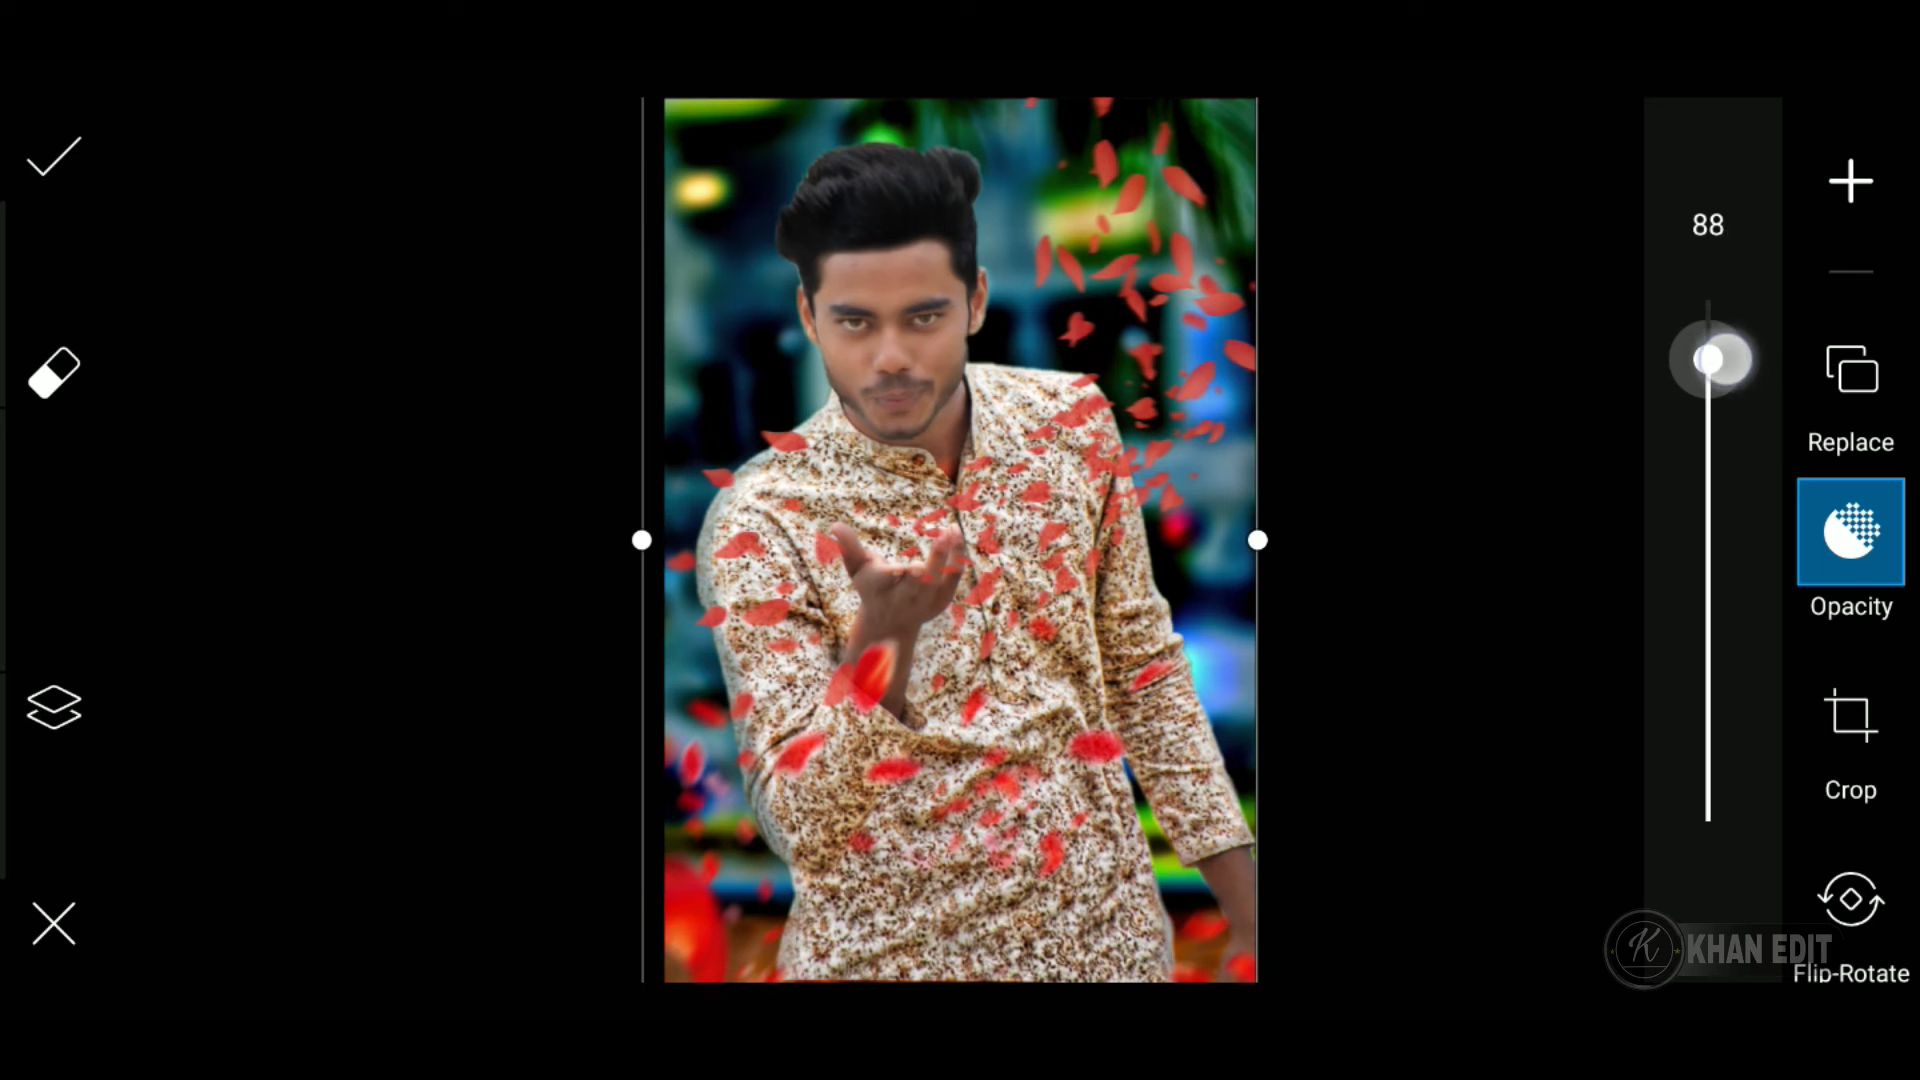 88
Replace
Opacity
Crop
K
KHAN EDIT
Flip-Rotate